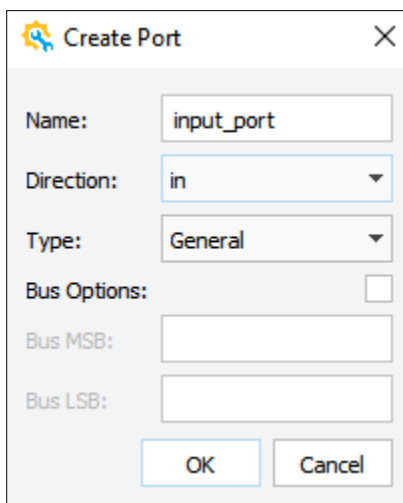 Create Port
Name: input_port
Direction: in
Type: General
Bus Options:
Bus MSB:
Bus LSB:
OK Cancel